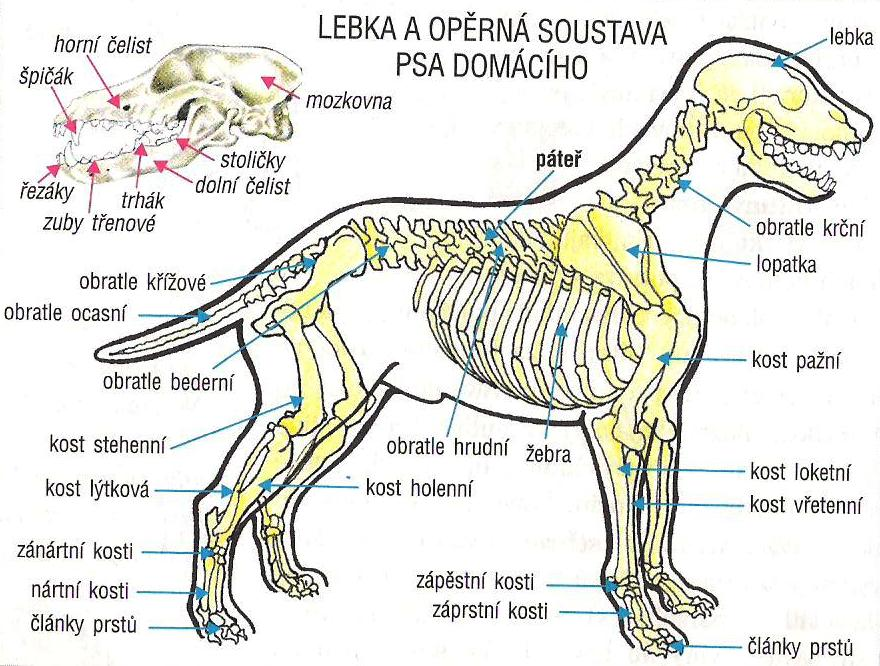 LEBKA A OPĚRNÁ SOUSTAVA
PSA DOMÁCÍHO
horní čelist
špičák
mozkovna
stoličky
dolní čelist
trhák
řezáky
zuby třenové
lebka
páteř
obratle krční
lopatka
obratle křížové
obratle ocasní
obratle bederní
kost pažní
kost stehenní
obratle hrudní
žebra
kost lýtková
kost holenní
kost loketní
kost vřetenní
zánártní kosti
nártní kosti
články prstů
zápěstní kosti
záprstní kosti
články prstů